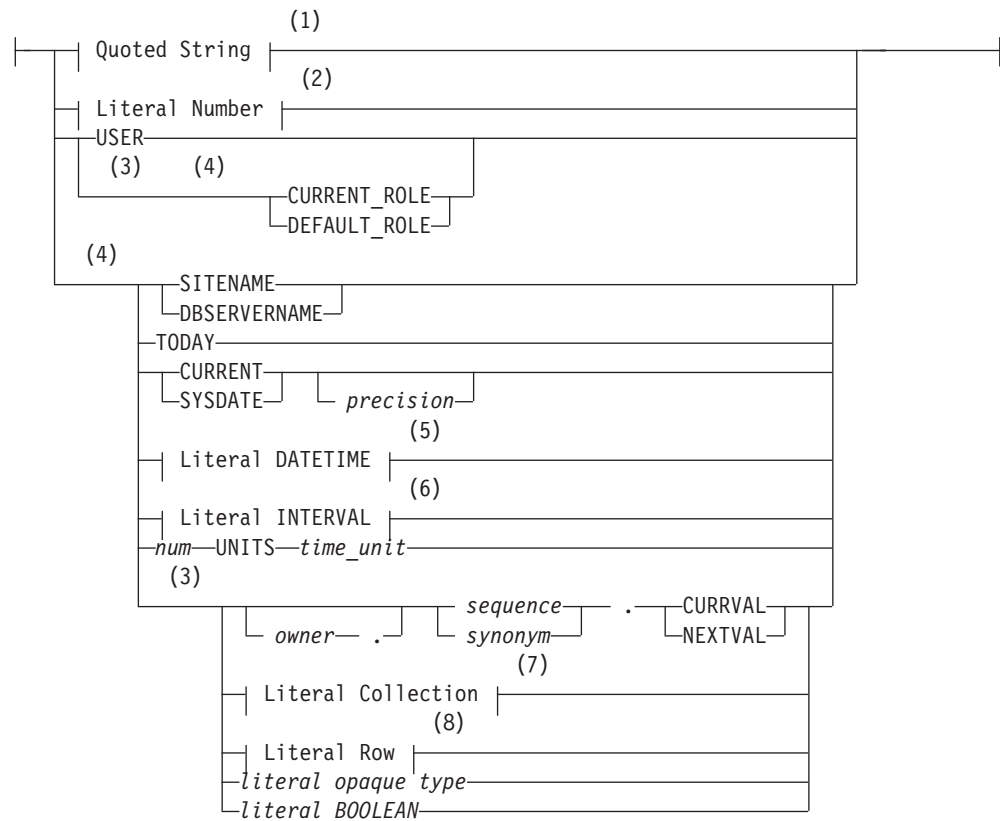 (1)
Quoted String
(2)
Literal Number
USER
(3) (4)
CURRENT_ROLE
DEFAULT_ROLE
(4)
SITENAME
DBSERVERNAME
TODAY
CURRENT
SYSDATE precision
(5)
Literal DATETIME
(6)
Literal INTERVAL
num UNITS time_unit
(3)
sequence . CURRVAL
owner . synonym NEXTVAL
(7)
Literal Collection
(8)
Literal Row
literal opaque type
literal BOOLEAN